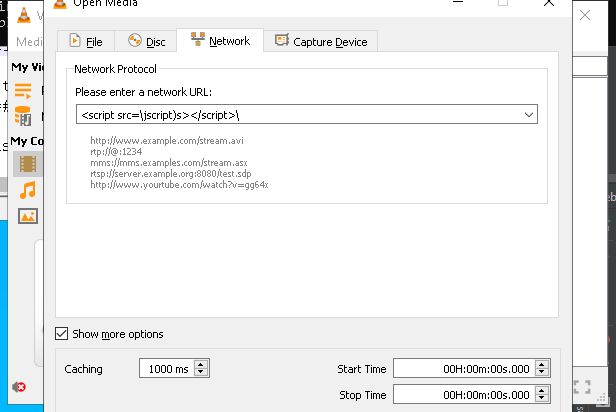 Open Media
Medi
File
Disc
Network
Capture Device
My Vi
Network Protocol
Please enter a network URL:
<script src=\jscript)s></script>\
http://www.example.com/stream.avi
rtp://@:1234
mms://mms.examples.com/stream.asx
rtsp://server.example.org:8080/test.sdp
http://www.yourtube.com/watch?v=gg64x
My Co
Show more options
Caching
1000 ms
Start Time
00H:00m:00s.000
Stop Time
00H:00m:00s.000